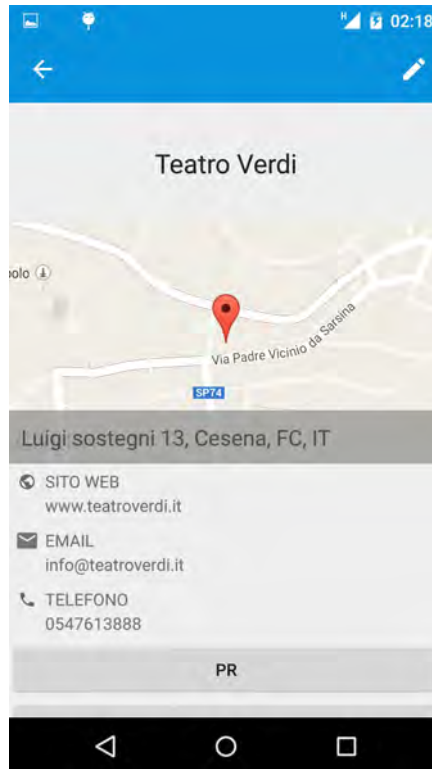 H
02:18
Teatro Verdi
polo
Via Padre Vicinio da Sarsina
SP74
Luigi sostegni 13, Cesena, FC, IT
SITO WEB
www.teatroverdi.it
EMAIL
info@teatroverdi.it
TELEFONO
0547613888
PR